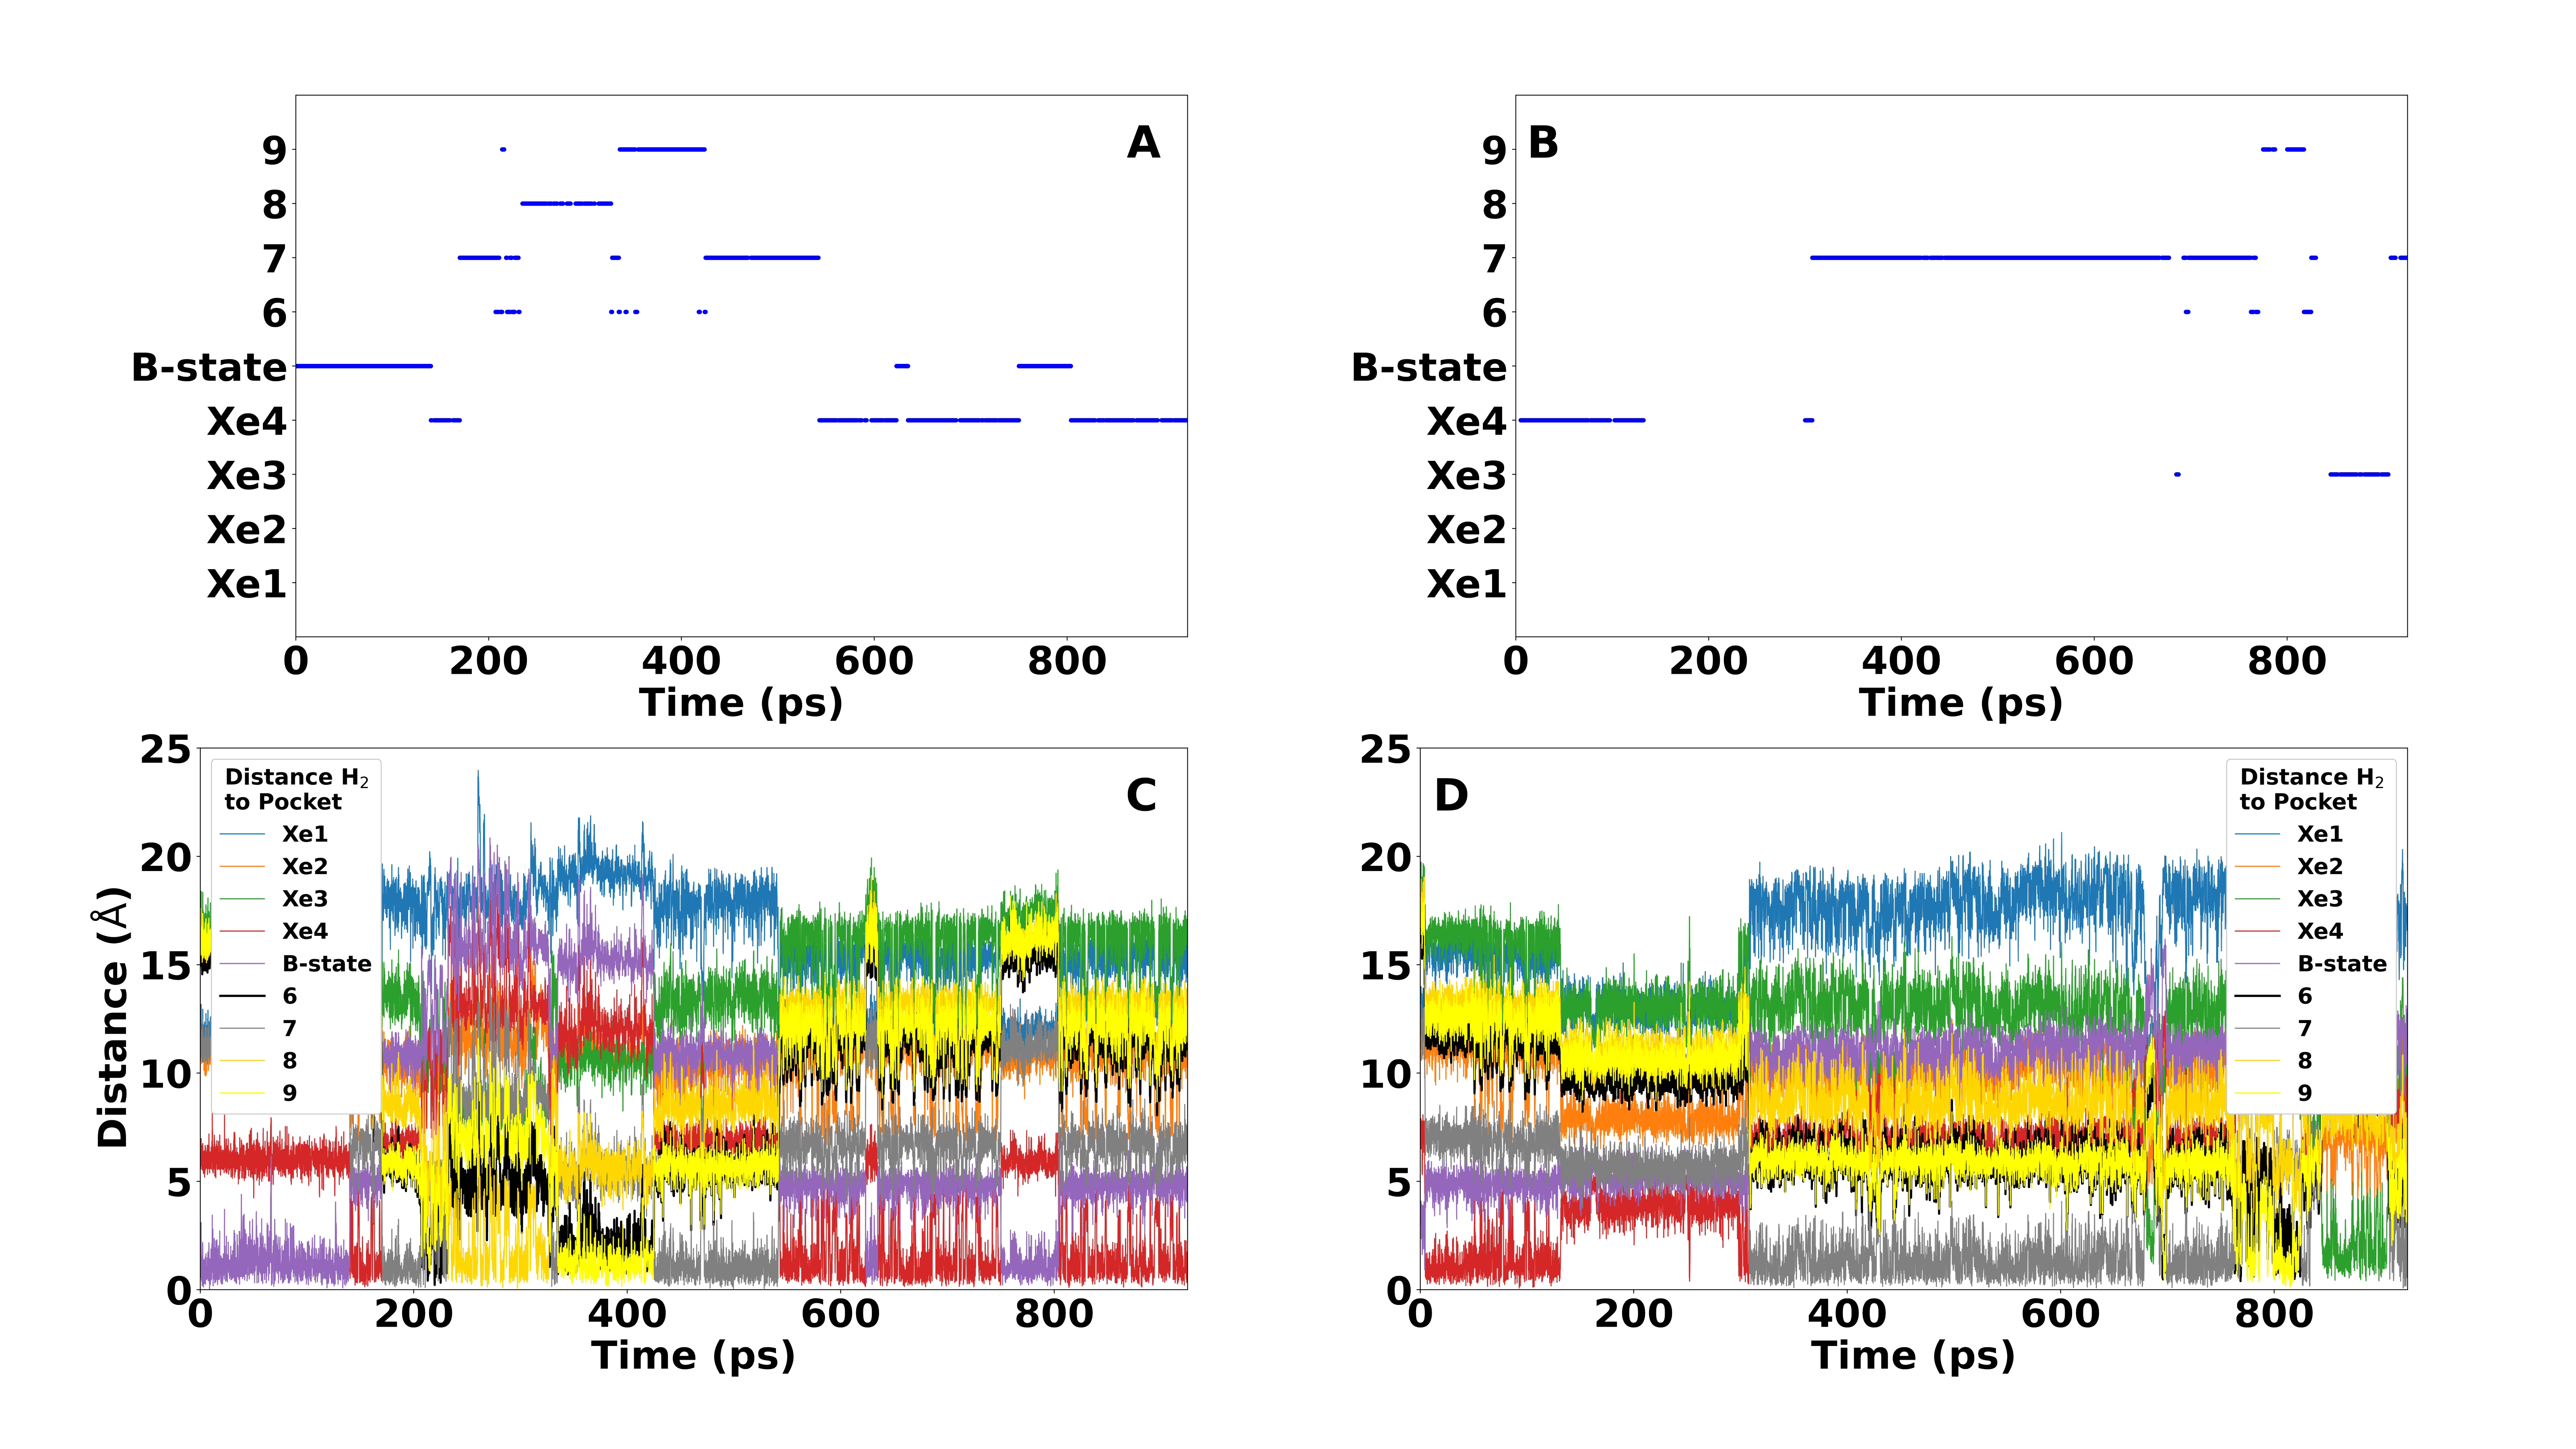 A
9
8
7
6
B-state
Xe4
Xe3
Xe2
Xe1
0 200 400 600 800
Time (ps)
B
9
8
7
6
B-state
Xe4
Xe3
Xe2
Xe1
0 200 400 600 800
Time (ps)
C
25
20
15
10
5
0
Distance (Å)
Distance H₂
to Pocket
Xe1
Xe2
Xe3
Xe4
B-state
6
7
8
9
0 200 400 600 800
Time (ps)
D
25
20
15
10
5
0
Distance H₂
to Pocket
Xe1
Xe2
Xe3
Xe4
B-state
6
7
8
9
0 200 400 600 800
Time (ps)